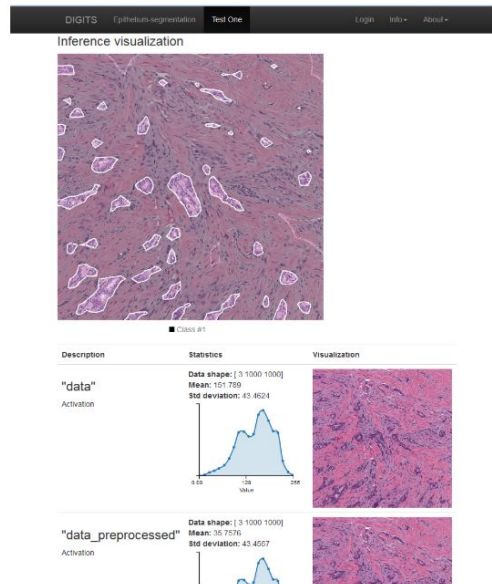 DIGITS Epithelium-segmentation Test One Login Info About
Inference visualization
Class #1
Description Statistics Visualization
"data"
Activation
Data shape: [ 3 1000 1000]
Mean: 151.789
Std deviation: 43.4624
0.00 128 255
Value
"data_preprocessed"
Activation
Data shape: [ 3 1000 1000]
Mean: 35.7576
Std deviation: 43.4557